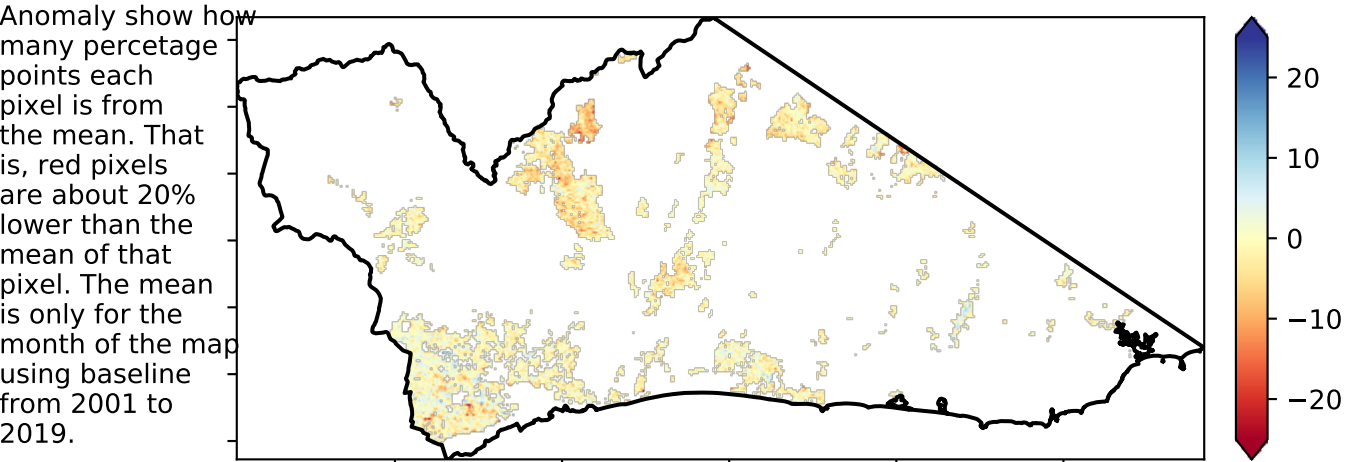 Anomaly show how
many percetage
points each
pixel is from
the mean. That
is, red pixels
are about 20%
lower than the
mean of that
pixel. The mean
is only for the
month of the map
using baseline
from 2001 to
2019.
20
10
0
−10
−20